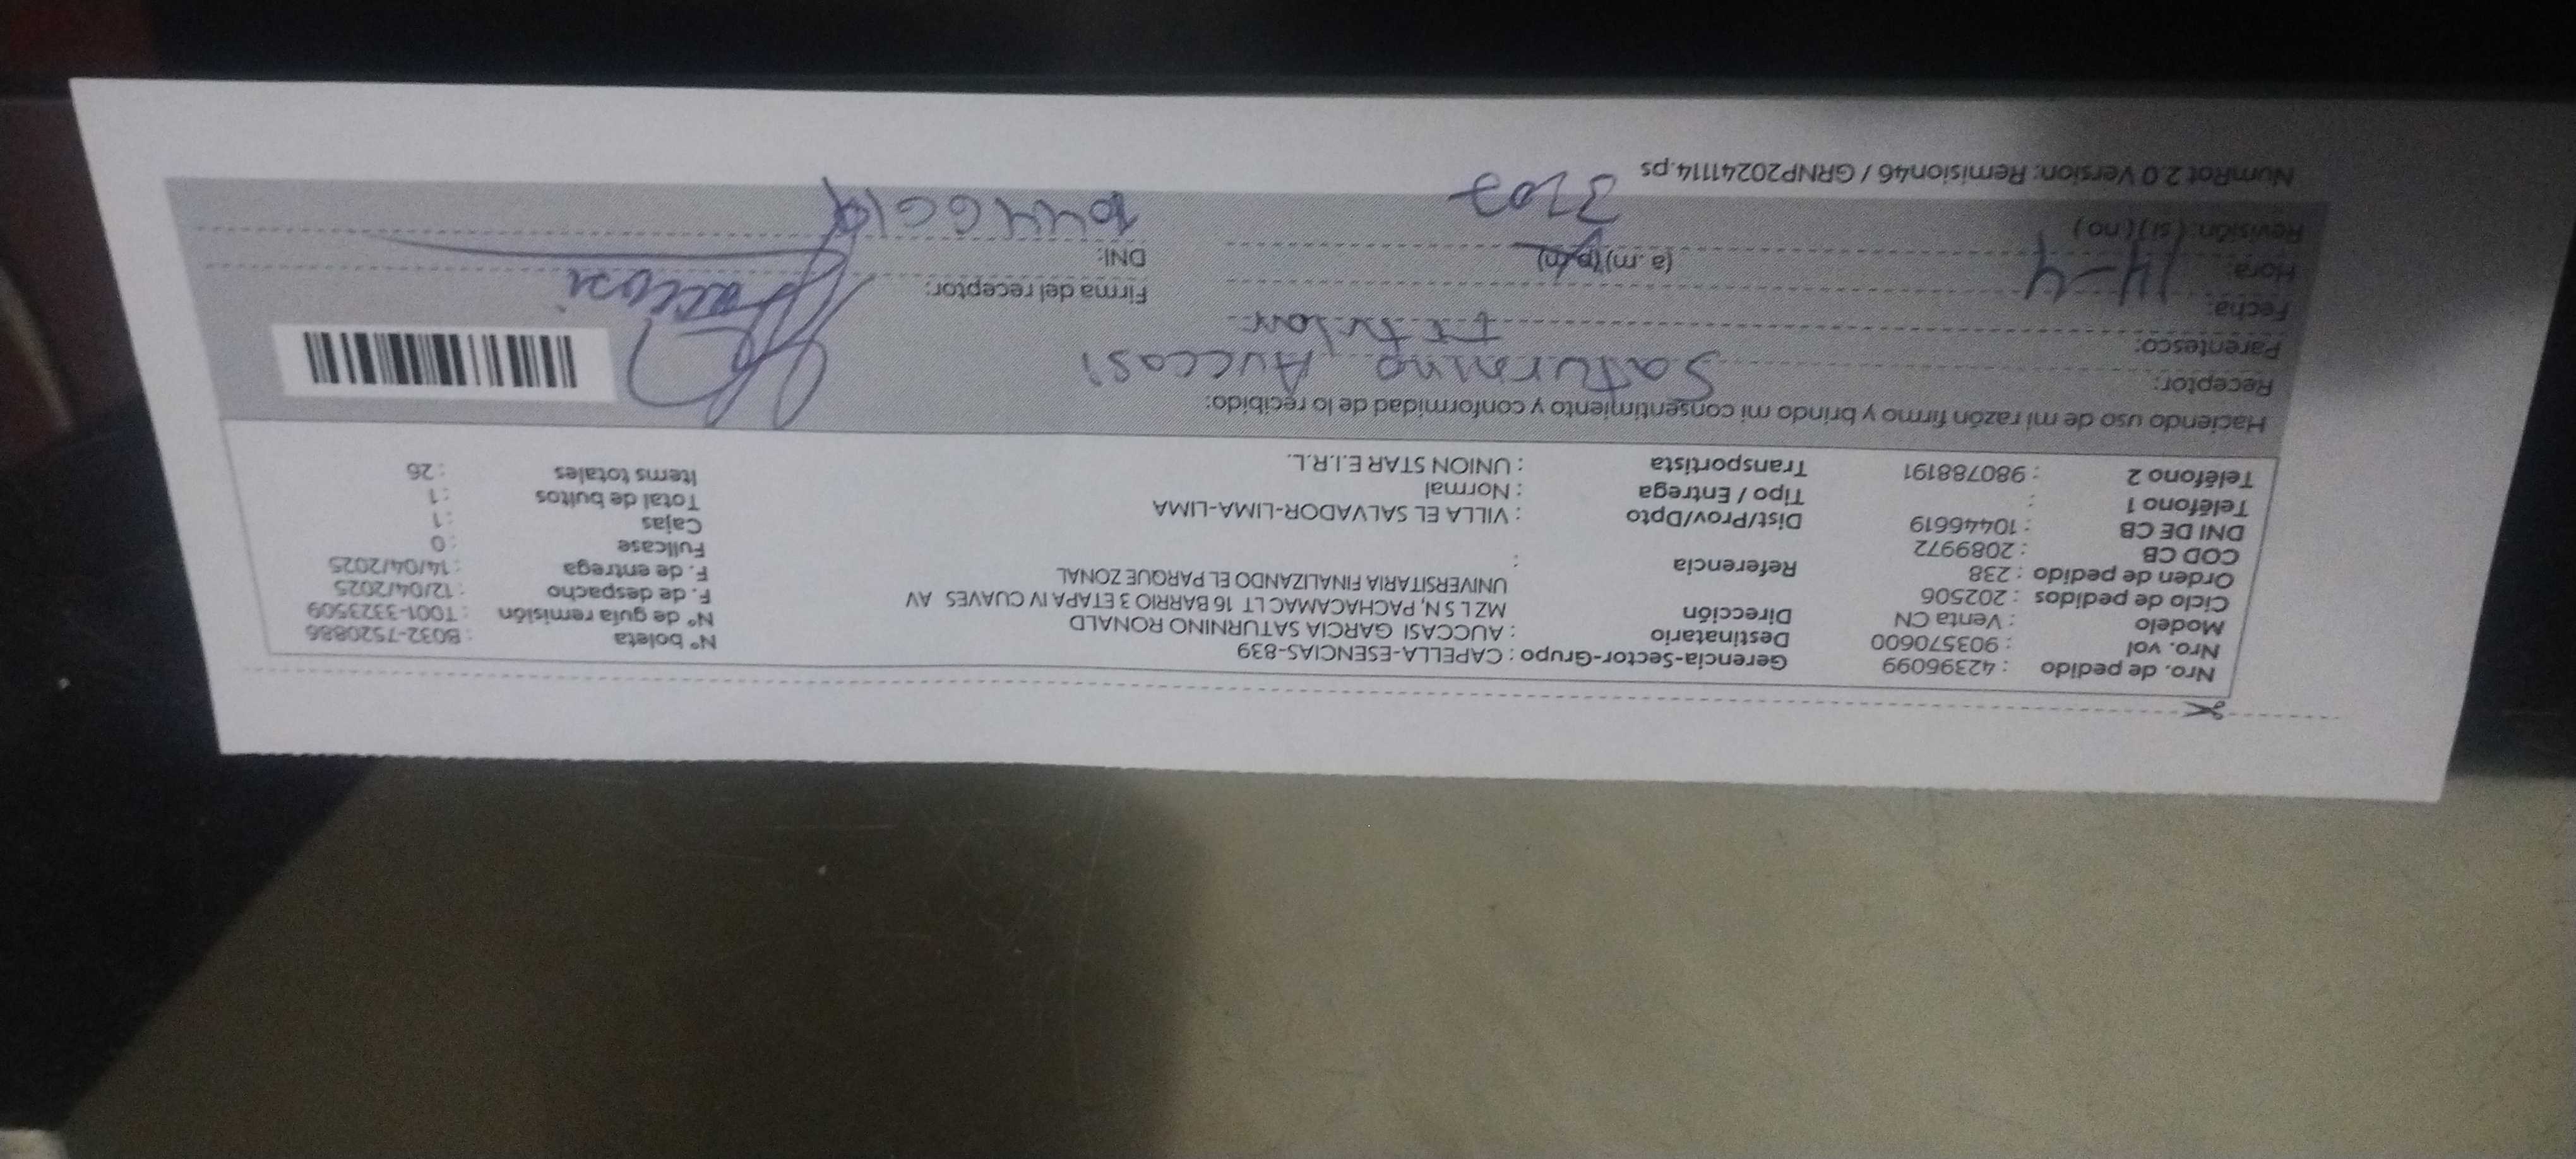 Nro. de pedido : 42396099 Gerencia-Sector-Grupo : CAPELLA-ESENCIAS-839 N° boleta : B032-7520886
Nro. vol : 903570600 Destinatario : AUCCASI GARCIA SATURNINO RONALD N° de guía remisión : T001-3323509
Modelo : Venta CN Dirección MZ L S N, PACHACAMAC LT 16 BARRIO 3 ETAPA IV CUAVES AV F. de despacho : 12/04/2025
Ciclo de pedidos : 202506 UNIVERSITARIA FINALIZANDO EL PARQUE ZONAL F. de entrega : 14/04/2025
Orden de pedido : 238 Referencia : Fullcase : 0
COD CB : 2089972 Cajas : 1
DNI DE CB : 10446619 Dist/Prov/Dpto : VILLA EL SALVADOR-LIMA-LIMA Total de bultos : 1
Teléfono 1 : Tipo / Entrega : Normal Items totales : 26
Teléfono 2 : 980788191 Transportista : UNION STAR E.I.R.L.
Haciendo uso de mi razón firmo y brindo mi consentimiento y conformidad de lo recibido:
Receptor: Saturnino Auccasi
Parentesco: titular
Fecha: 14-4 Firma del receptor: Auccasi
Hora: (a.m) (p.m) DNI: 10446619
Revisión: (si) (no)
NumRot 2.0 Version: Remision46 / GRNP20241114.ps